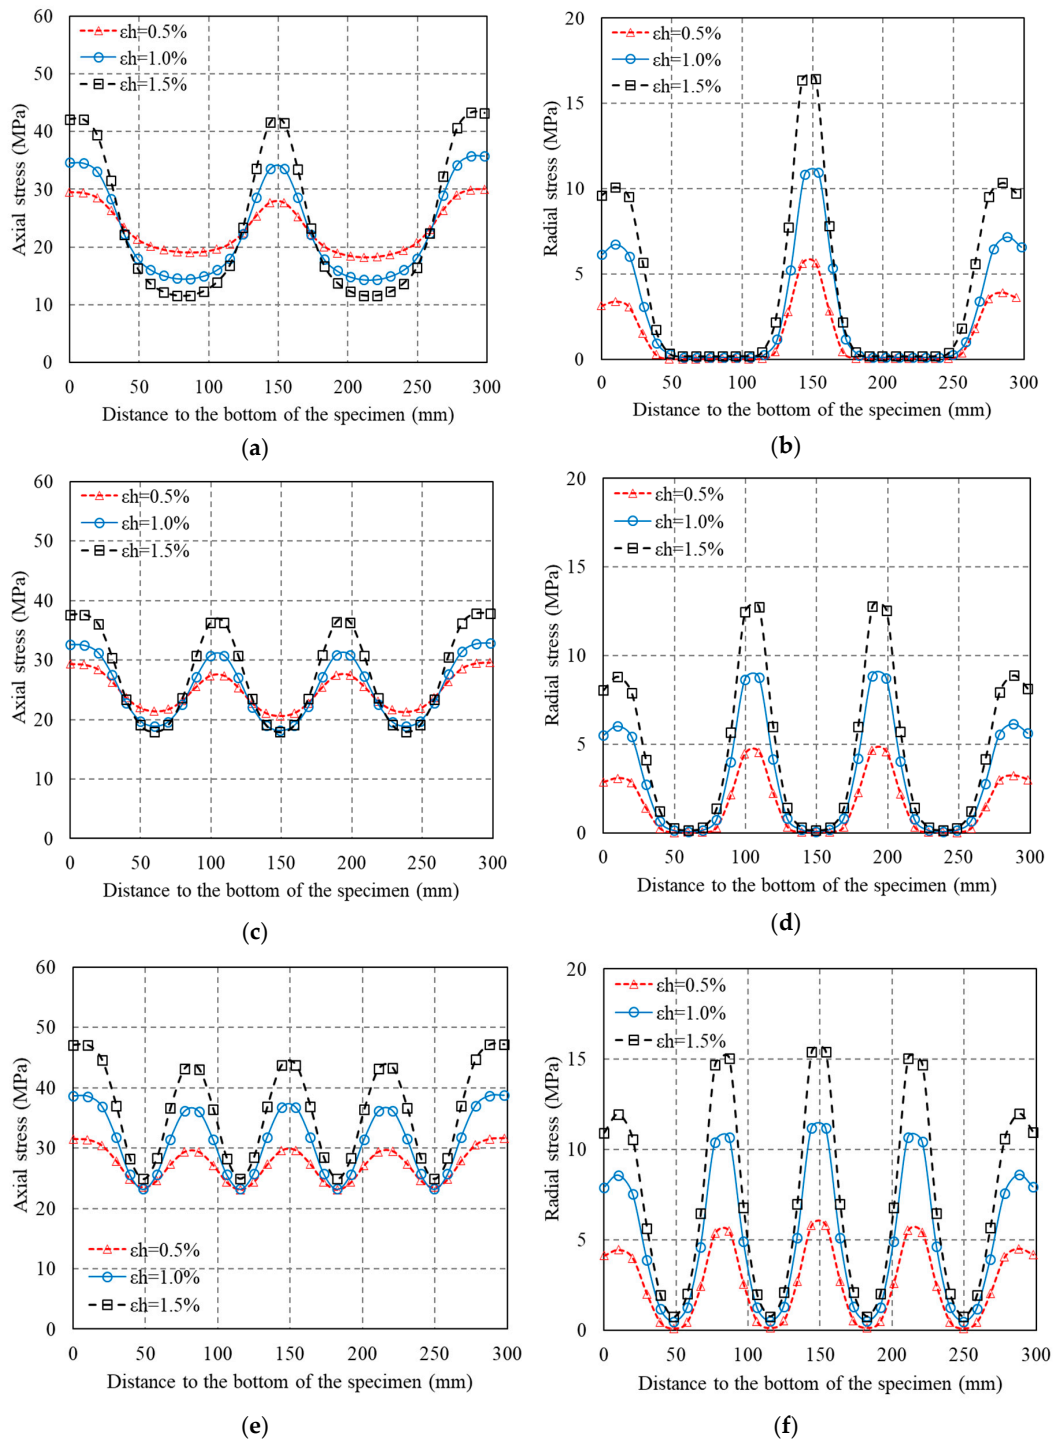 60
50
40
30
20
10
0
Axial stress (MPa)
εh=0.5%
εh=1.0%
εh=1.5%
0 50 100 150 200 250 300
Distance to the bottom of the specimen (mm)
(a)
20
15
10
5
0
Radial stress (MPa)
εh=0.5%
εh=1.0%
εh=1.5%
0 50 100 150 200 250 300
Distance to the bottom of the specimen (mm)
(b)
60
50
40
30
20
10
0
Axial stress (MPa)
εh=0.5%
εh=1.0%
εh=1.5%
0 50 100 150 200 250 300
Distance to the bottom of the specimen (mm)
(c)
20
15
10
5
0
Radial stress (MPa)
εh=0.5%
εh=1.0%
εh=1.5%
0 50 100 150 200 250 300
Distance to the bottom of the specimen (mm)
(d)
60
50
40
30
20
10
0
Axial stress (MPa)
εh=0.5%
εh=1.0%
εh=1.5%
0 50 100 150 200 250 300
Distance to the bottom of the specimen (mm)
(e)
20
15
10
5
0
Radial stress (MPa)
εh=0.5%
εh=1.0%
εh=1.5%
0 50 100 150 200 250 300
Distance to the bottom of the specimen (mm)
(f)